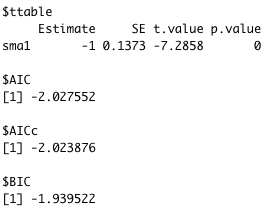 $ttable
     Estimate     SE t.value p.value
sma1       -1 0.1373 -7.2858       0
$AIC
[1] -2.027552
$AICc
[1] -2.023876
$BIC
[1] -1.939522